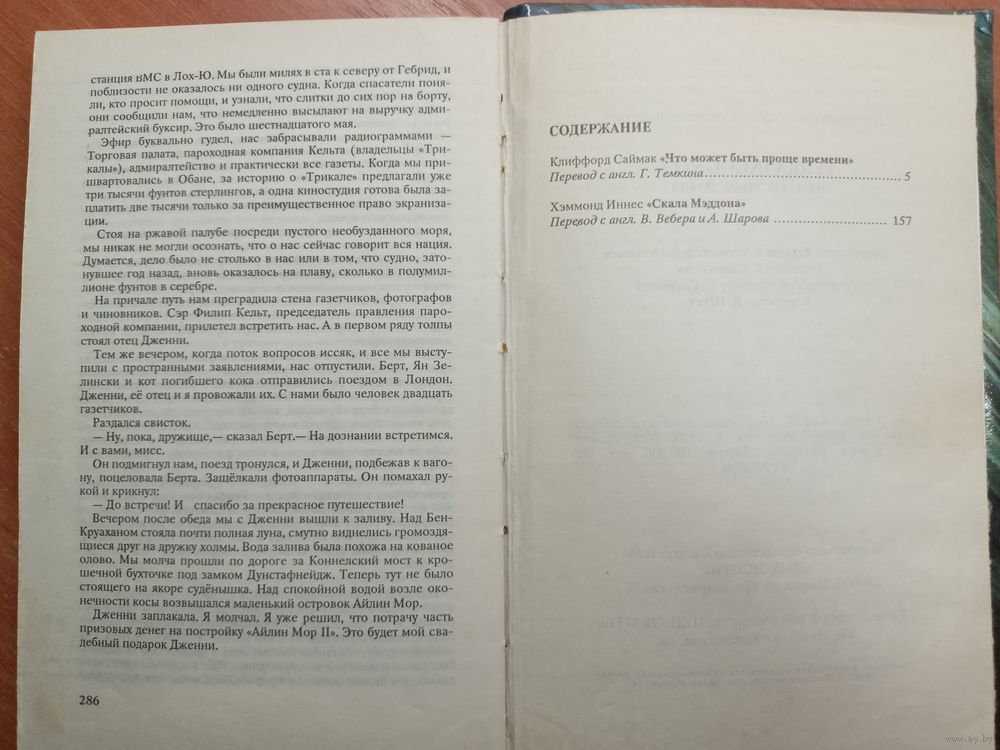 станция ВМС в Лох-Ю. Мы были милях в ста к северу от Гебрид, и
поблизости не оказалось ни одного судна. Когда спасатели поня-
ли, кто просит помощи, и узнали, что слитки до сих пор на борту,
они сообщили нам, что немедленно высылают на выручку адми-
ралтейский буксир. Это было шестнадцатого мая.
Эфир буквально гудел, нас забрасывали радиограммами —
Торговая палата, пароходная компания Кельта (владельцы «Три-
калы»), адмиралтейство и практически все газеты. Когда мы при-
швартовались в Обане, за историю о «Трикале» предлагали уже
три тысячи фунтов стерлингов, а одна киностудия готова была за-
платить две тысячи только за преимущественное право экраниза-
ции.
Стоя на ржавой палубе посреди пустого необузданного моря,
мы никак не могли осознать, что о нас сейчас говорит вся нация.
Думается, дело было не столько в нас или в том, что судно, зато-
нувшее год назад, вновь оказалось на плаву, сколько в полумил-
лионе фунтов в серебре.
На причале путь нам преградила стена газетчиков, фотографов
и чиновников. Сэр Филип Кельт, председатель правления паро-
ходной компании, прилетел встретить нас. А в первом ряду толпы
стоял отец Дженни.
Тем же вечером, когда поток вопросов иссяк, и все мы высту-
пили с пространными заявлениями, нас отпустили. Берт, Ян Зе-
лински и кот погибшего кока отправились поездом в Лондон.
Дженни, её отец и я провожали их. С нами было человек двадцать
газетчиков.
Раздался свисток.
— Ну, пока, дружище,— сказал Берт.— На дознании встретимся.
И с вами, мисс.
Он подмигнул нам, поезд тронулся, и Дженни, подбежав к ваго-
ну, поцеловала Берта. Защёлкали фотоаппараты. Он помахал ру-
кой и крикнул:
— До встречи! И спасибо за прекрасное путешествие!
Вечером после обеда мы с Дженни вышли к заливу. Над Бен-
Круаханом стояла почти полная луна, смутно виднелись громоздя-
щиеся друг на дружку холмы. Вода залива была похожа на кованое
олово. Мы молча прошли по дороге за Коннелский мост к кро-
шечной бухточке под замком Дунстафнейдж. Теперь тут не было
стоящего на якоре судёнышка. Над спокойной водой возле око-
нечности косы возвышался маленький островок Айлин Мор.
Дженни заплакала. Я молчал. Я уже решил, что потрачу часть
призовых денег на постройку «Айлин Мор II». Это будет мой сва-
дебный подарок Дженни.
286
СОДЕРЖАНИЕ
Клиффорд Саймак «Что может быть проще времени»
Перевод с англ. Г. Темкина ........ 5
Хэммонд Иннес «Скала Мэддона»
Перевод с англ. В. Вебера и А. Шарова ........ 157
www.ay.by